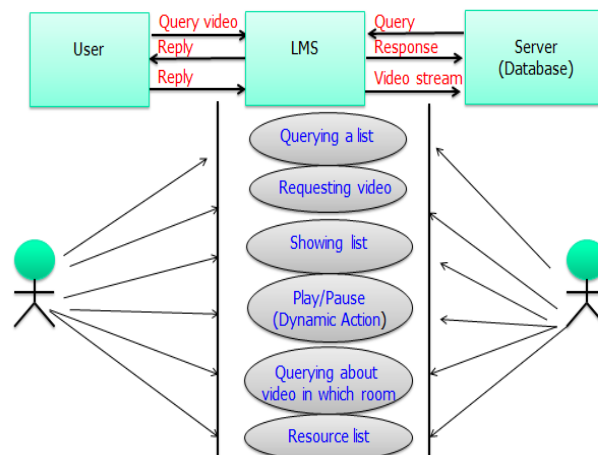 User
Query video
Reply
Reply
LMS
Query
Response
Video stream
Server
(Database)
Querying a list
Requesting video
Showing list
Play/Pause
(Dynamic Action)
Querying about
video in which room
Resource list